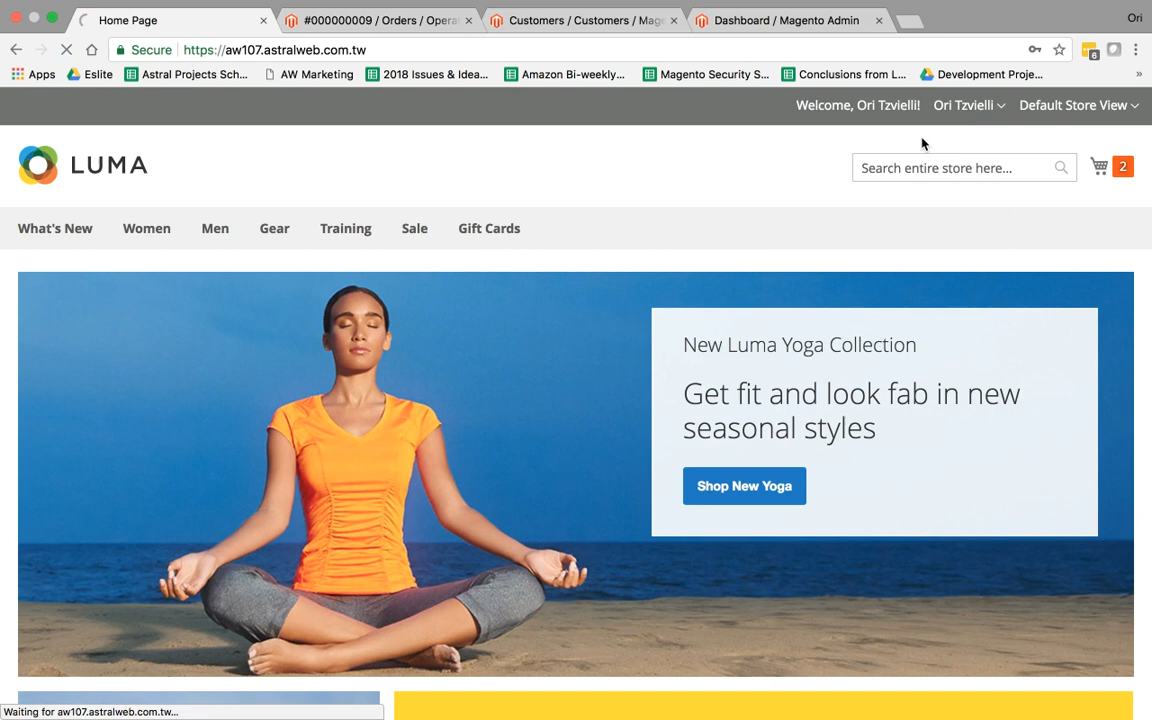 Home Page
#000000009 / Orders / Operat
Customers / Customers / Mage
Dashboard / Magento Admin
Ori
Secure https://aw107.astralweb.com.tw
6
Apps
Eslite
Astral Projects Sch...
AW Marketing
2018 Issues & Idea...
Amazon Bi-weekly...
Magento Security S...
Conclusions from L...
Development Proje...
»
Welcome, Ori Tzvielli!
Ori Tzvielli
Default Store View
LUMA
Search entire store here...
2
What's New
Women
Men
Gear
Training
Sale
Gift Cards
New Luma Yoga Collection
Get fit and look fab in new
seasonal styles
Shop New Yoga
Waiting for aw107.astralweb.com.tw...